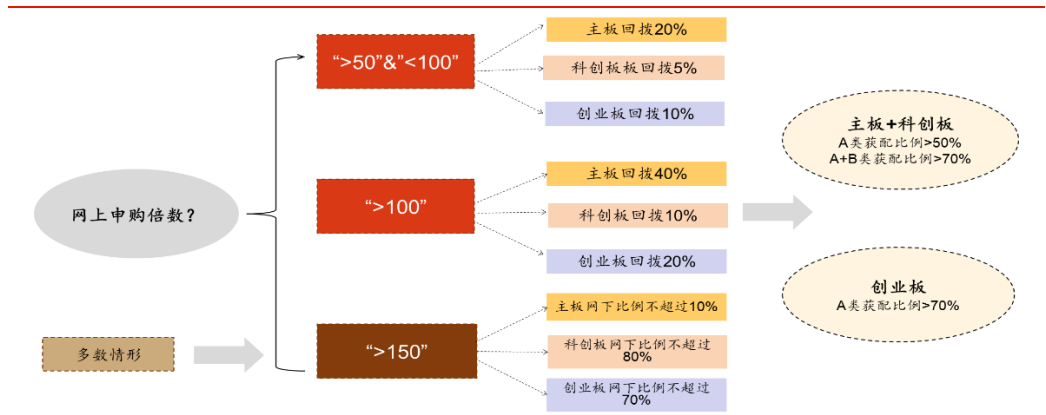 网上申购倍数?
多数情形
“>50”&”<100”
主板回拨20%
科创板板回拨5%
创业板回拨10%
“>100”
主板回拨40%
科创板回拨10%
创业板回拨20%
“>150”
主板网下比例不超过10%
科创板网下比例不超过
80%
创业板网下比例不超过
70%
主板+科创板
A类获配比例>50%
A+B类获配比例>70%
创业板
A类获配比例>70%